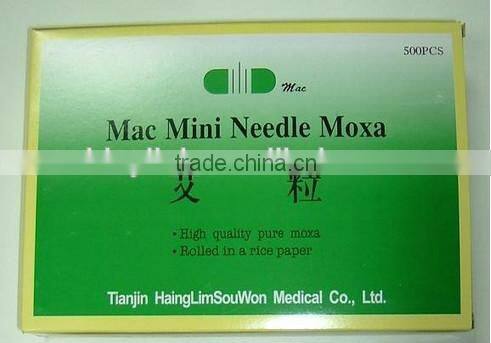 500PCS
Mac
Mac Mini Needle Moxa
trade.china.cn
艾 粒
• High quality pure moxa
• Rolled in a rice paper
Tianjin HaingLimSouWon Medical Co., Ltd.